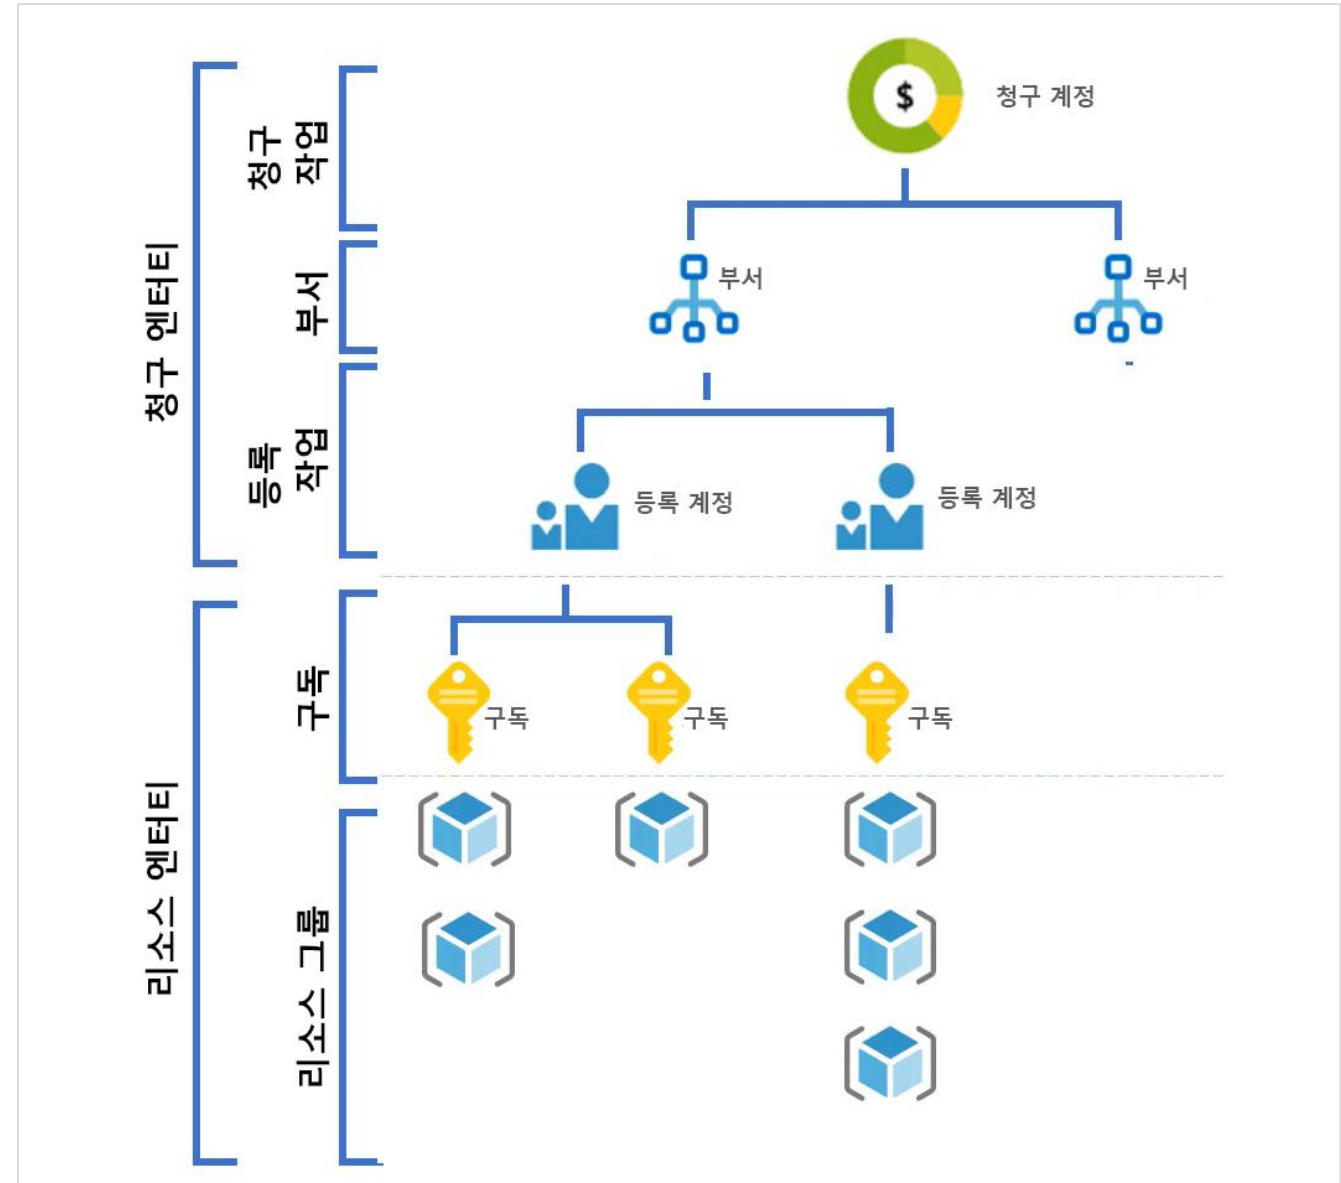 $
청구 계정
청구
작업
부서
부서
부서
청구 엔터티
등록
작업
등록 계정
등록 계정
구독
구독
구독
구독
리소스 엔터티
리소스 그룹